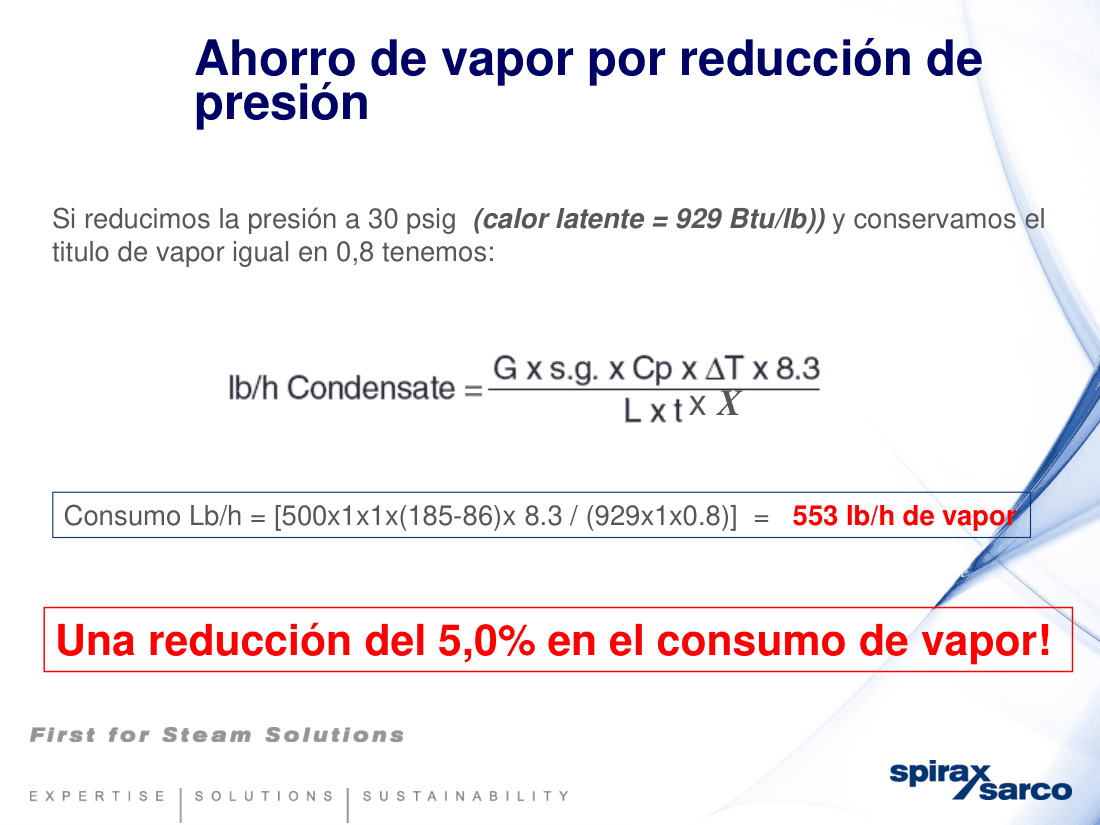 Ahorro de vapor por reducción de
presión
Si reducimos la presión a 30 psig (calor latente = 929 Btu/lb)) y conservamos el
titulo de vapor igual en 0,8 tenemos:
lb/h Condensate = G x s.g. x Cp x ΔT x 8.3
L x t x X
Consumo Lb/h = [500x1x1x(185-86)x 8.3 / (929x1x0.8)] = 553 lb/h de vapor
Una reducción del 5,0% en el consumo de vapor!
First for Steam Solutions
EXPERTISE SOLUTIONS SUSTAINABILITY
spirax
sarco